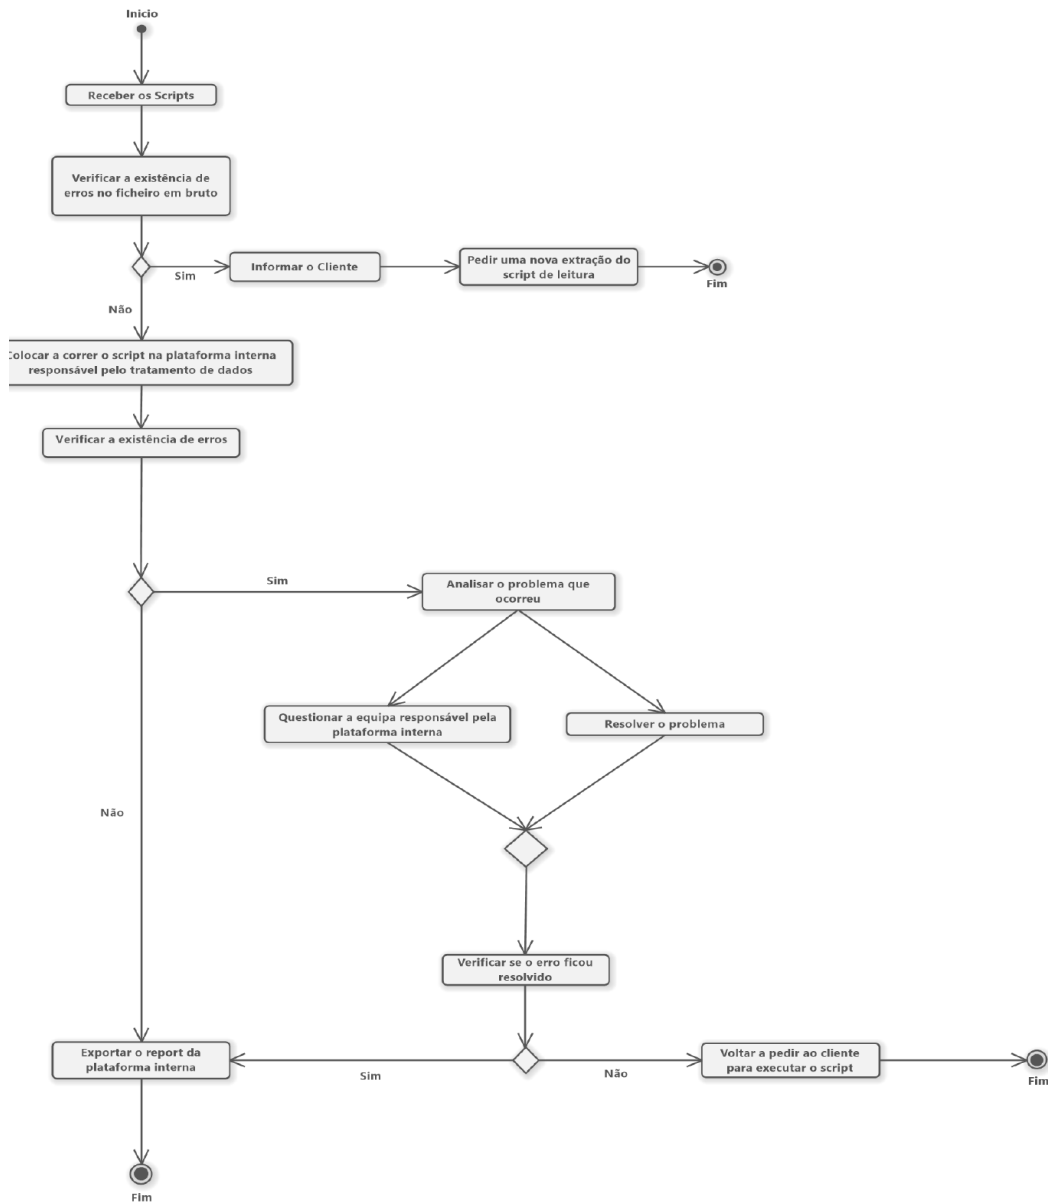 Inicio
Receber os Scripts
Verificar a existência de
erros no ficheiro em bruto
Sim
Informar o Cliente
Pedir uma nova extração do
script de leitura
Fim
Não
Colocar a correr o script na plataforma interna
responsável pelo tratamento de dados
Verificar a existência de erros
Sim
Analisar o problema que
ocorreu
Questionar a equipa responsável pela
plataforma interna
Resolver o problema
Não
Verificar se o erro ficou
resolvido
Exportar o report da
plataforma interna
Sim
Não
Voltar a pedir ao cliente
para executar o script
Fim
Fim